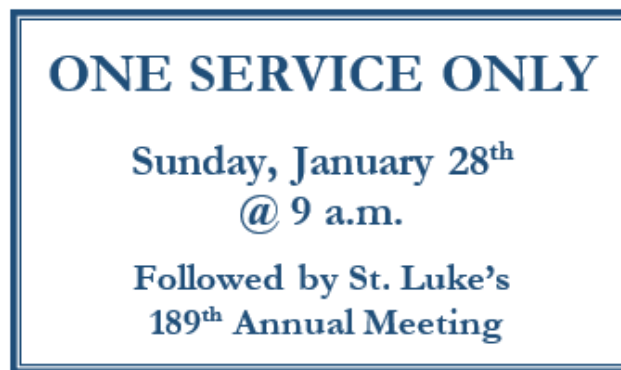 ONE SERVICE ONLY
Sunday, January 28th
@ 9 a.m.
Followed by St. Luke’s
189th Annual Meeting